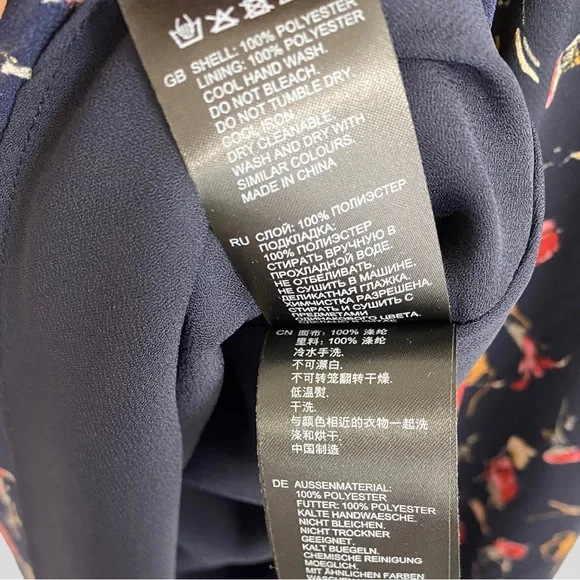 GB SHELL: 100% POLYESTER
LINING: 100% POLYESTER
COOL HAND WASH.
DO NOT BLEACH.
DO NOT TUMBLE DRY.
COOL IRON.
DRY CLEANABLE.
WASH AND DRY WITH
SIMILAR COLOURS.
MADE IN CHINA
RU СЛОЙ: 100% ПОЛИЭСТЕР
ПОДКЛАДКА:
100% ПОЛИЭСТЕР
СТИРАТЬ ВРУЧНУЮ В
ПРОХЛАДНОЙ ВОДЕ.
НЕ ОТБЕЛИВАТЬ.
НЕ СУШИТЬ В МАШИНЕ.
ДЕЛИКАТНАЯ ГЛАЖКА.
ХИМЧИСТКА РАЗРЕШЕНА.
СТИРАТЬ И СУШИТЬ С
ПРЕДМЕТАМИ
ОДИНАКОВОГО ЦВЕТА.
CN 面布：100% 涤纶
里料：100% 涤纶
冷水手洗.
不可漂白.
不可转笼翻转干燥.
低温熨.
干洗.
与颜色相近的衣物一起洗
涤和烘干.
中国制造
DE AUSSENMATERIAL:
100% POLYESTER
FUTTER: 100% POLYESTER
KALTE HANDWAESCHE.
NICHT BLEICHEN.
NICHT TROCKNER
GEEIGNET.
KALT BUEGELN.
CHEMISCHE REINIGUNG
MOEGLICH.
MIT ÄHNLICHEN FARBEN